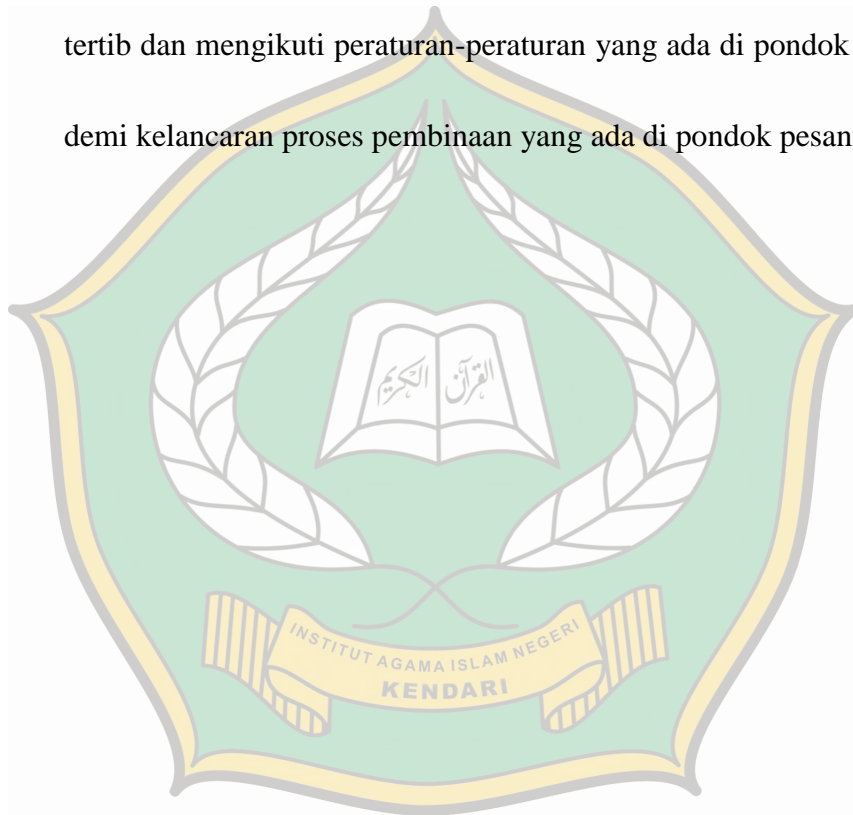 tertib dan mengikuti peraturan-peraturan yang ada di pondok
demi kelancaran proses pembinaan yang ada di pondok
الكريم القرآن
INSTITUT AGAMA ISLAM NEGERI
KENDARI